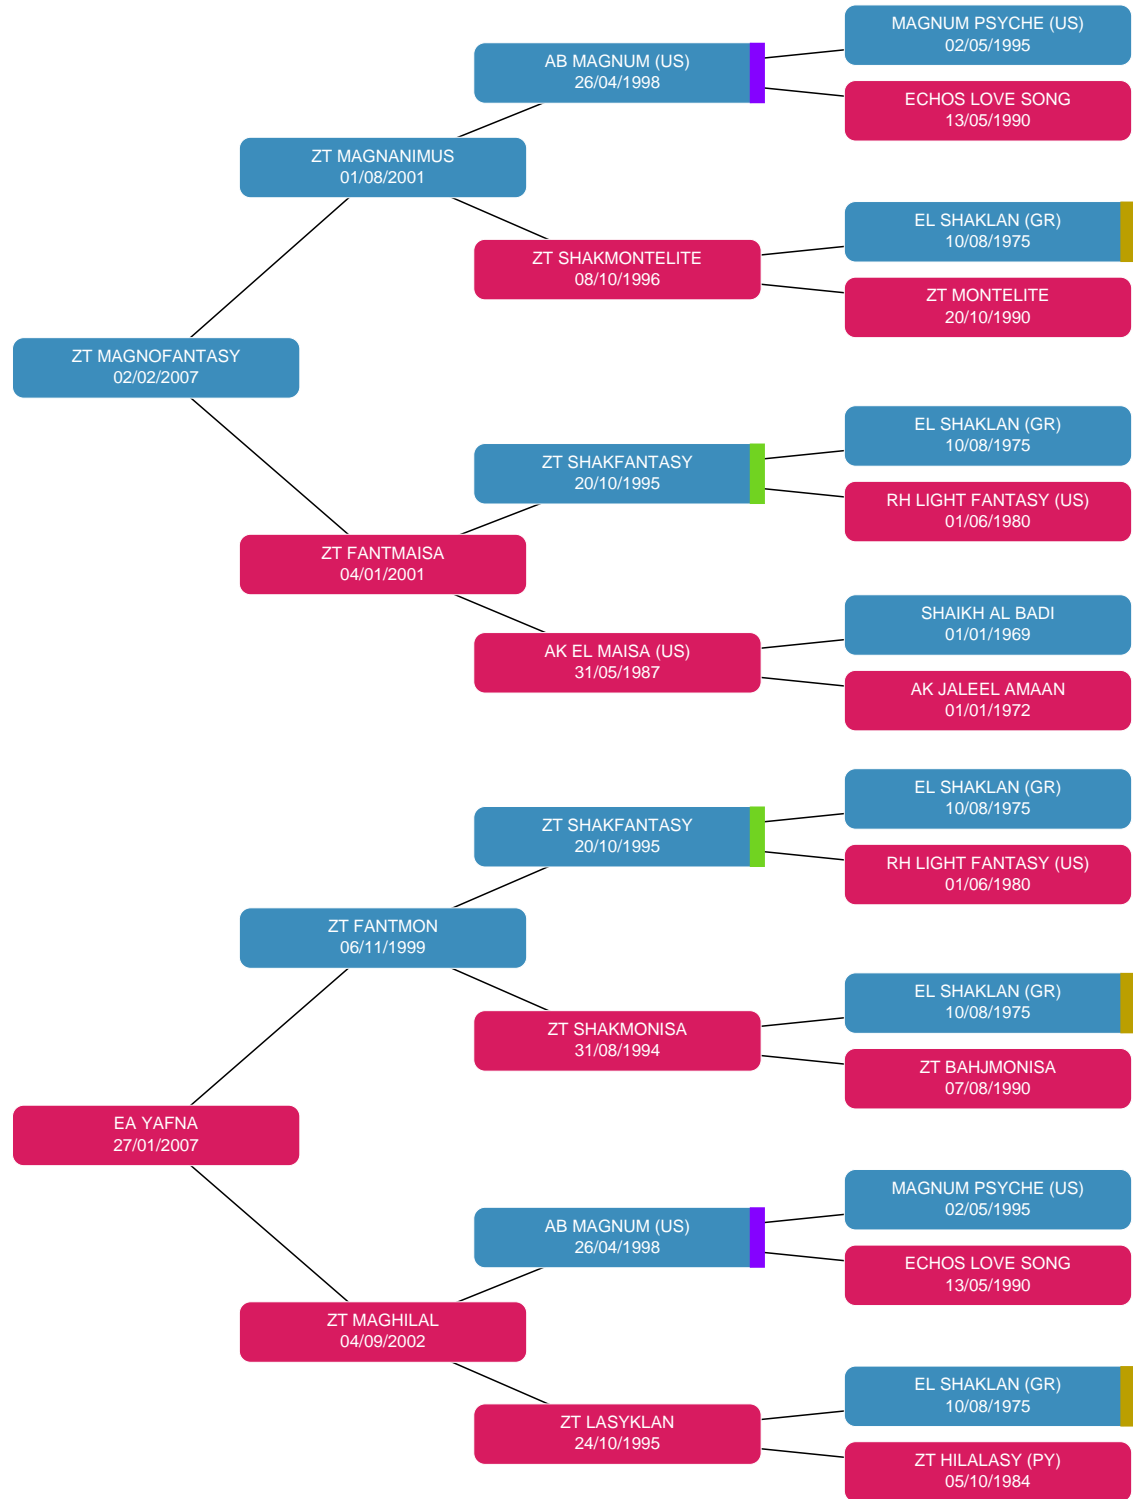 MAGNUM PSYCHE (US)
02/05/1995
AB MAGNUM (US)
26/04/1998
ECHOS LOVE SONG
13/05/1990
ZT MAGNANIMUS
01/08/2001
EL SHAKLAN (GR)
10/08/1975
ZT SHAKMONTELITE
08/10/1996
ZT MONTELITE
20/10/1990
ZT MAGNOFANTASY
02/02/2007
EL SHAKLAN (GR)
10/08/1975
ZT SHAKFANTASY
20/10/1995
RH LIGHT FANTASY (US)
01/06/1980
ZT FANTMAISA
04/01/2001
SHAIKH AL BADI
01/01/1969
AK EL MAISA (US)
31/05/1987
AK JALEEL AMAAN
01/01/1972
EL SHAKLAN (GR)
10/08/1975
ZT SHAKFANTASY
20/10/1995
RH LIGHT FANTASY (US)
01/06/1980
ZT FANTMON
06/11/1999
EL SHAKLAN (GR)
10/08/1975
ZT SHAKMONISA
31/08/1994
ZT BAHJMONISA
07/08/1990
EA YAFNA
27/01/2007
MAGNUM PSYCHE (US)
02/05/1995
AB MAGNUM (US)
26/04/1998
ECHOS LOVE SONG
13/05/1990
ZT MAGHILAL
04/09/2002
EL SHAKLAN (GR)
10/08/1975
ZT LASYKLAN
24/10/1995
ZT HILALASY (PY)
05/10/1984